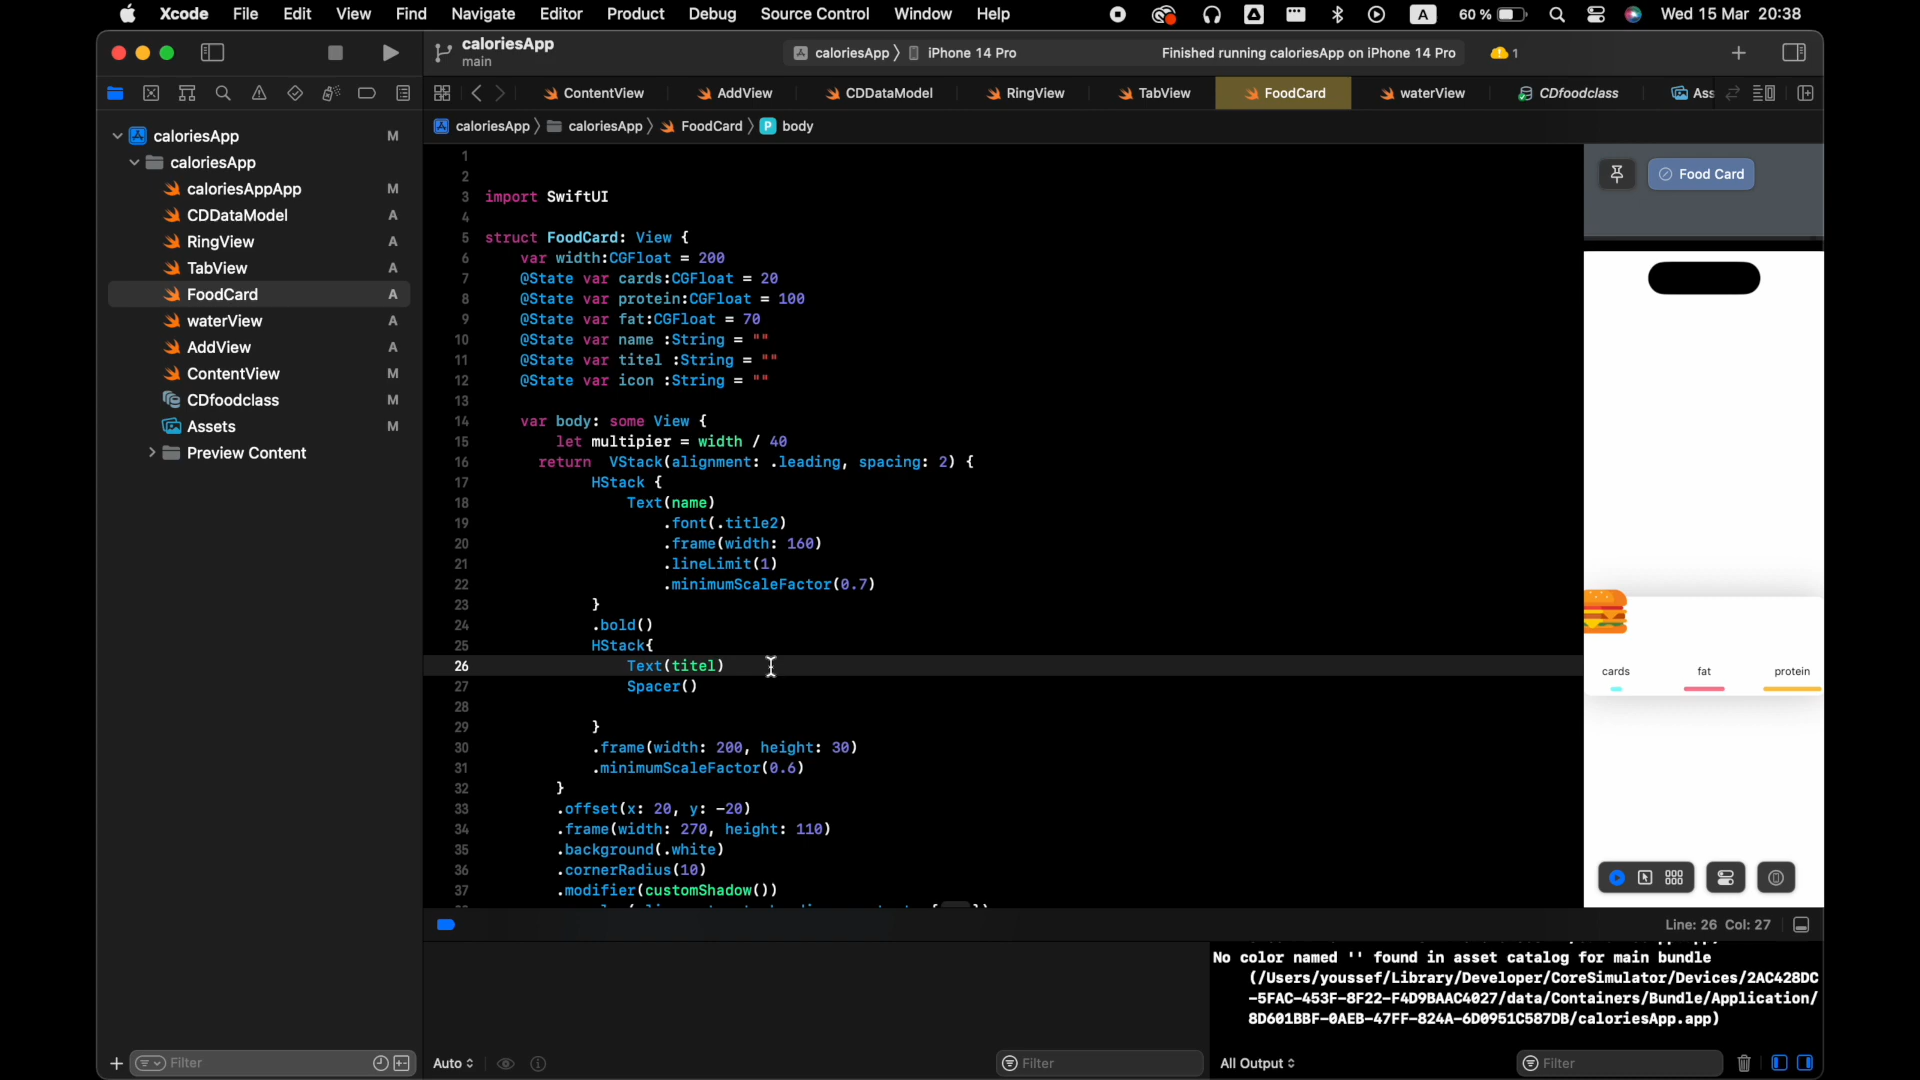 Xcode File Edit View Find Navigate Editor Product Debug Source Control Window Help A 60 % Wed 15 Mar 20:38
caloriesApp
main
caloriesApp iPhone 14 Pro Finished running caloriesApp on iPhone 14 Pro 1
ContentView AddView CDDataModel RingView TabView FoodCard waterView CDfoodclass Ass
caloriesApp caloriesApp FoodCard P body
caloriesApp M
caloriesApp
caloriesAppApp M
CDDataModel A
RingView A
TabView A
FoodCard A
waterView A
AddView A
ContentView M
CDfoodclass M
Assets M
Preview Content
1
2
3 import SwiftUI
4
5 struct FoodCard: View {
6 var width:CGFloat = 200
7 @State var cards:CGFloat = 20
8 @State var protein:CGFloat = 100
9 @State var fat:CGFloat = 70
10 @State var name :String = ""
11 @State var titel :String = ""
12 @State var icon :String = ""
13
14 var body: some View {
15 let multipier = width / 40
16 return VStack(alignment: .leading, spacing: 2) {
17 HStack {
18 Text(name)
19 .font(.title2)
20 .frame(width: 160)
21 .lineLimit(1)
22 .minimumScaleFactor(0.7)
23 }
24 .bold()
25 HStack{
26 Text(titel)
27 Spacer()
28
29 }
30 .frame(width: 200, height: 30)
31 .minimumScaleFactor(0.6)
32 }
33 .offset(x: 20, y: -20)
34 .frame(width: 270, height: 110)
35 .background(.white)
36 .cornerRadius(10)
37 .modifier(customShadow())
Food Card
cards fat protein
Line: 26 Col: 27
No color named '' found in asset catalog for main bundle
(/Users/youssef/Library/Developer/CoreSimulator/Devices/2AC428DC
-5FAC-453F-8F22-F4D9BAAC4027/data/Containers/Bundle/Application/
8D601BBF-0AEB-47FF-824A-6D0951C587DB/caloriesApp.app)
Filter Auto Filter All Output Filter